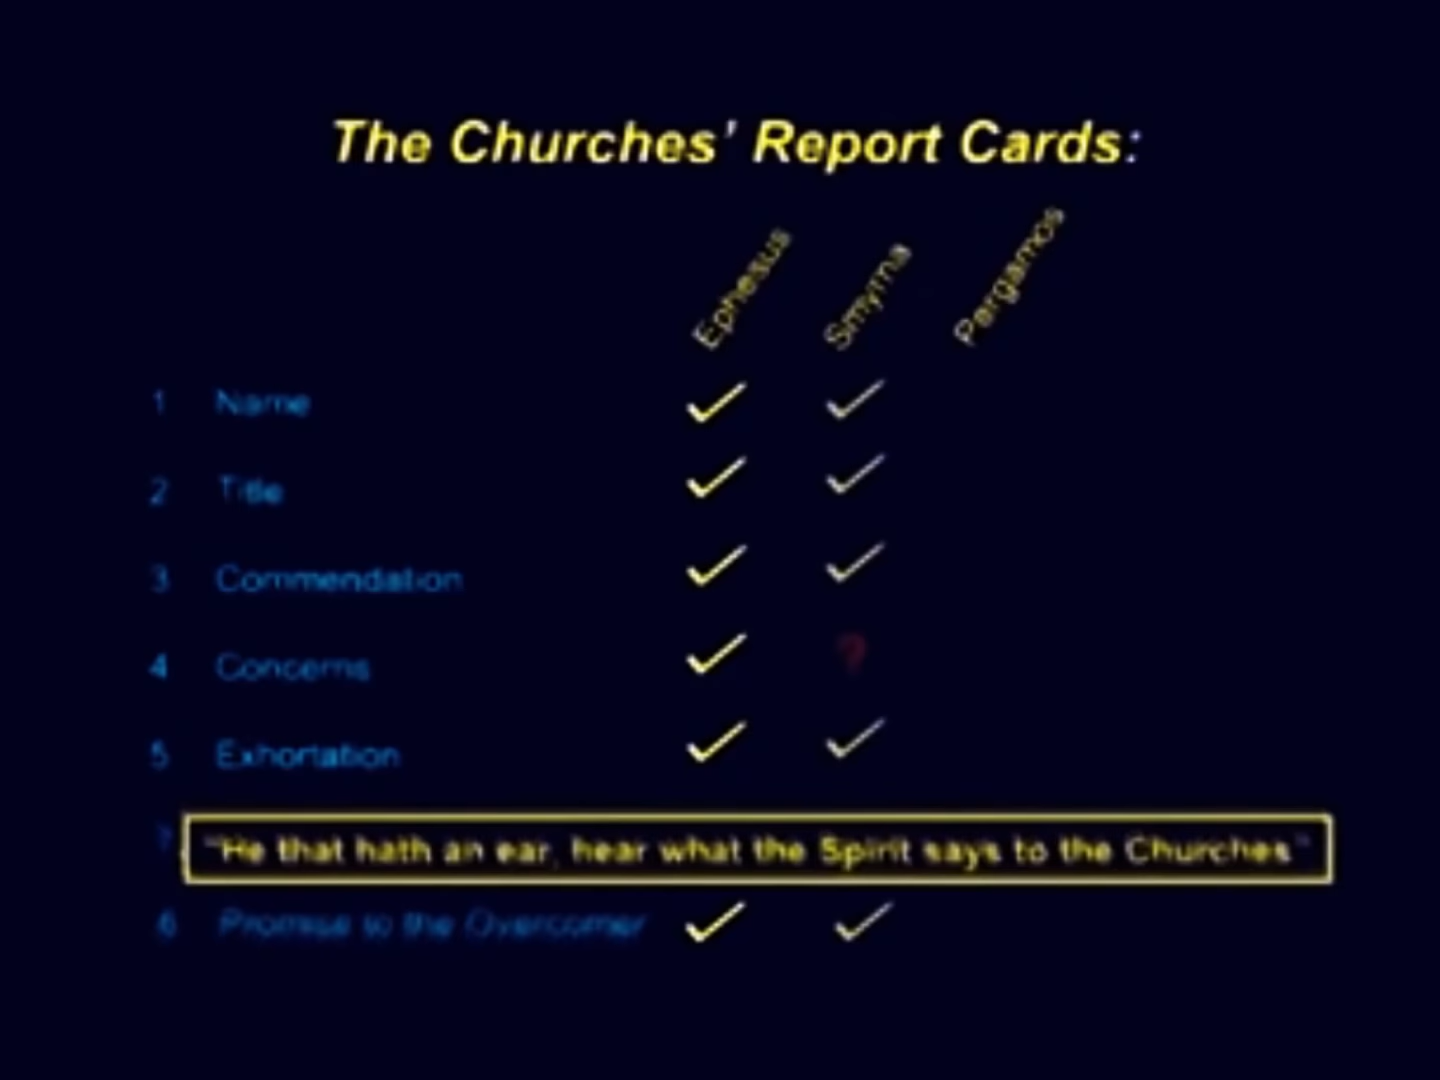 The Churches' Report Cards:
Ephesus Smyrna Pergamos
1 Name
2 Title
3 Commendation
4 Concerns ?
5 Exhortation
7 "He that hath an ear, hear what the Spirit says to the Churches"
6 Promise to the Overcomer